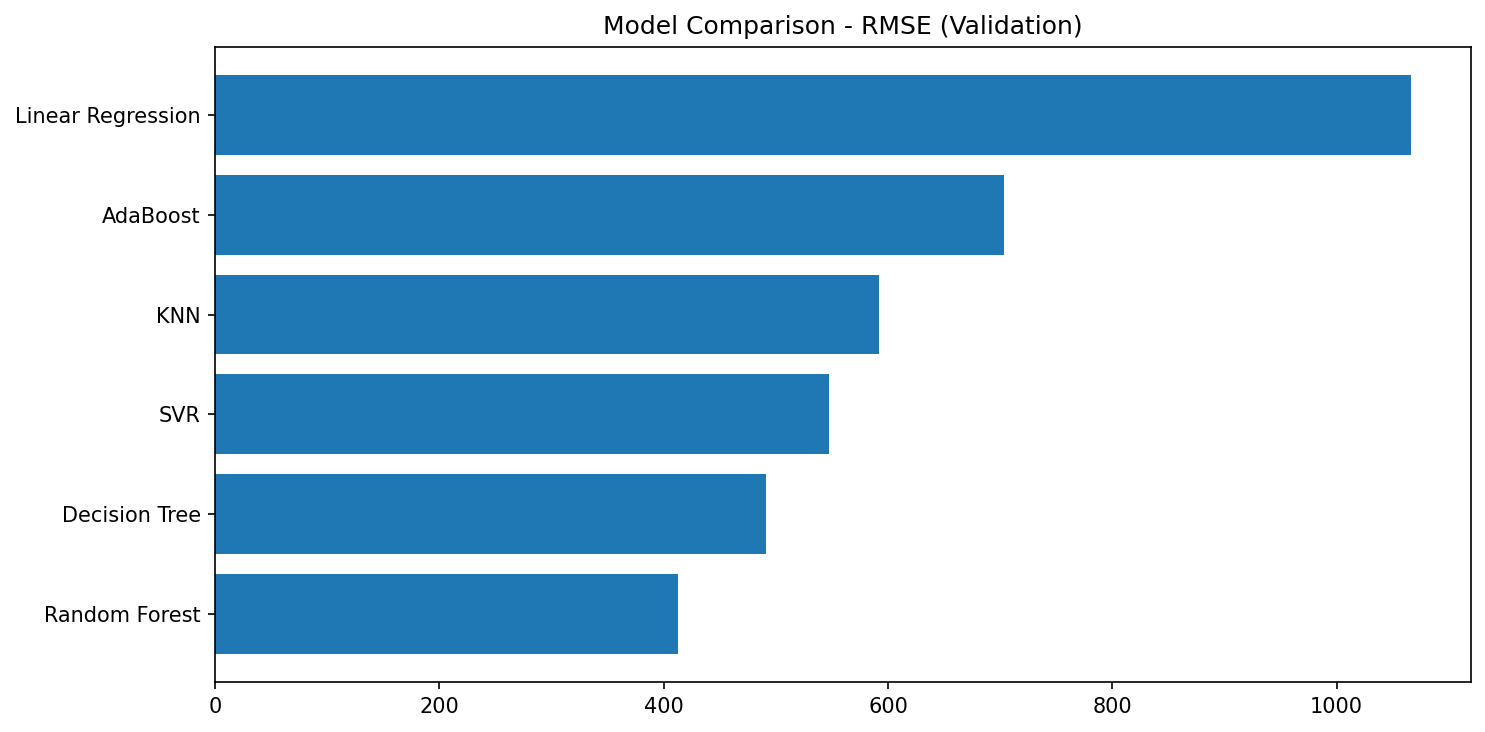 Model Comparison - RMSE (Validation)
Linear Regression
AdaBoost
KNN
SVR
Decision Tree
Random Forest
0 200 400 600 800 1000